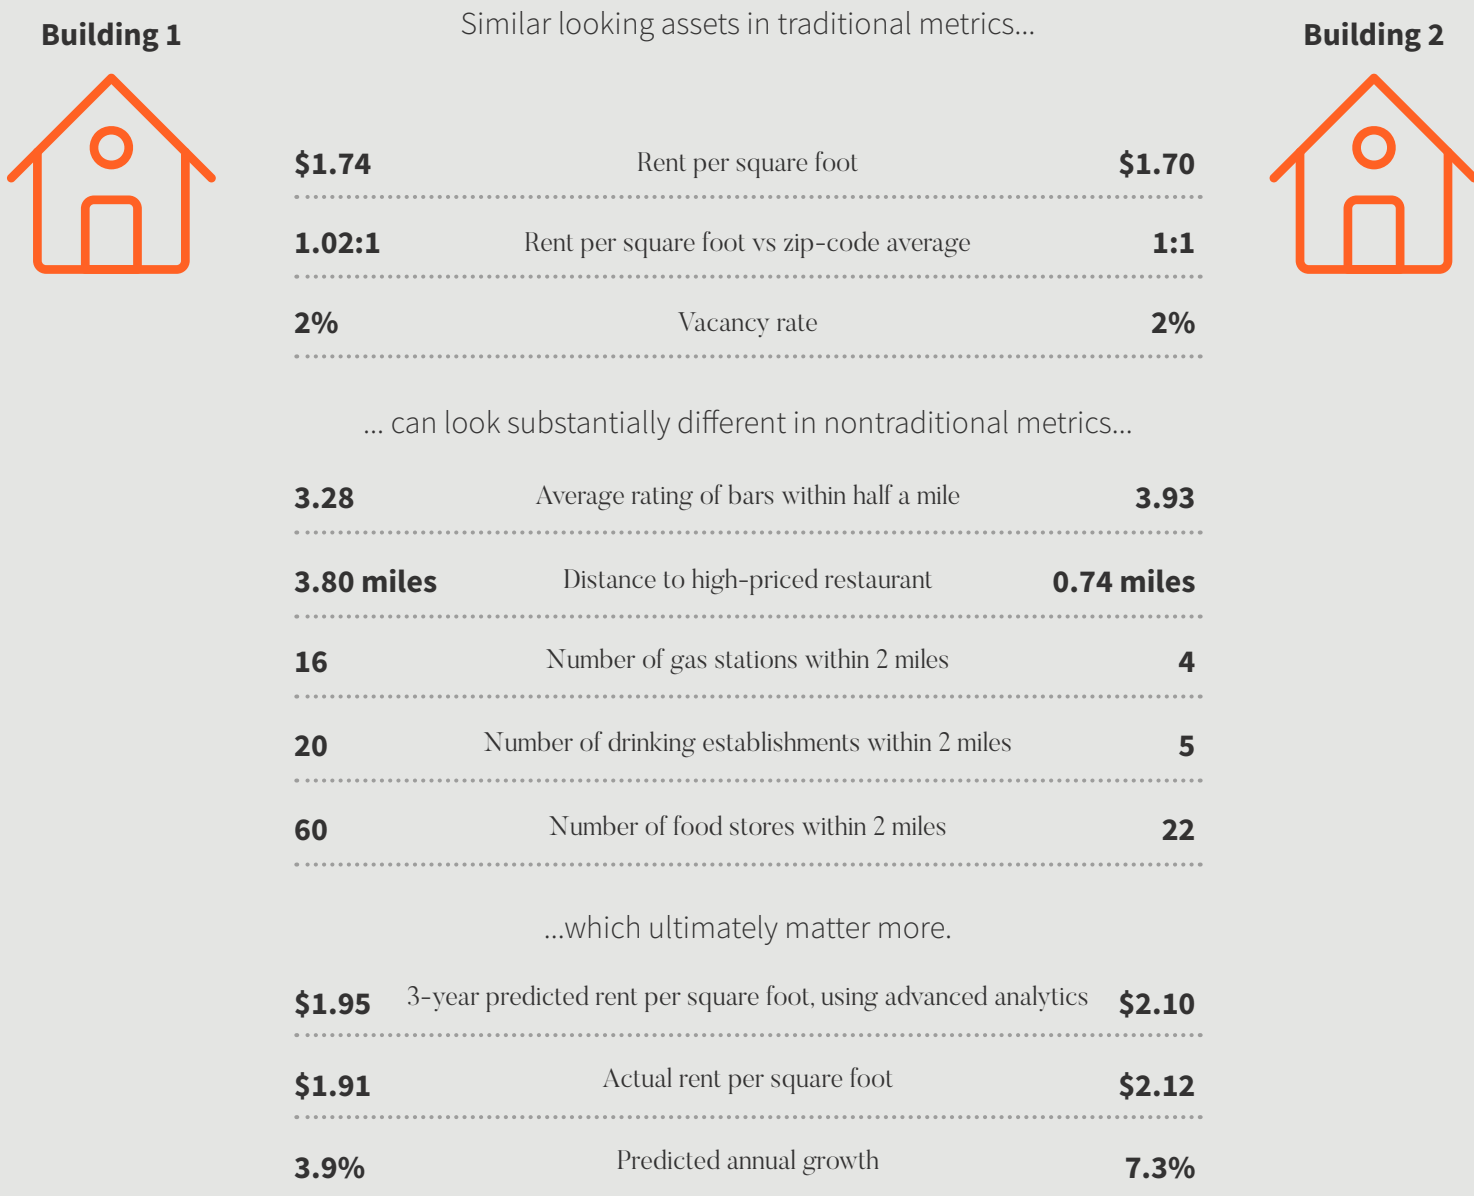 Building 1
Similar looking assets in traditional metrics...
Building 2
$1.74 Rent per square foot $1.70
1.02:1 Rent per square foot vs zip-code average 1:1
2% Vacancy rate 2%
... can look substantially different in nontraditional metrics...
3.28 Average rating of bars within half a mile 3.93
3.80 miles Distance to high-priced restaurant 0.74 miles
16 Number of gas stations within 2 miles 4
20 Number of drinking establishments within 2 miles 5
60 Number of food stores within 2 miles 22
...which ultimately matter more.
$1.95 3-year predicted rent per square foot, using advanced analytics $2.10
$1.91 Actual rent per square foot $2.12
3.9% Predicted annual growth 7.3%